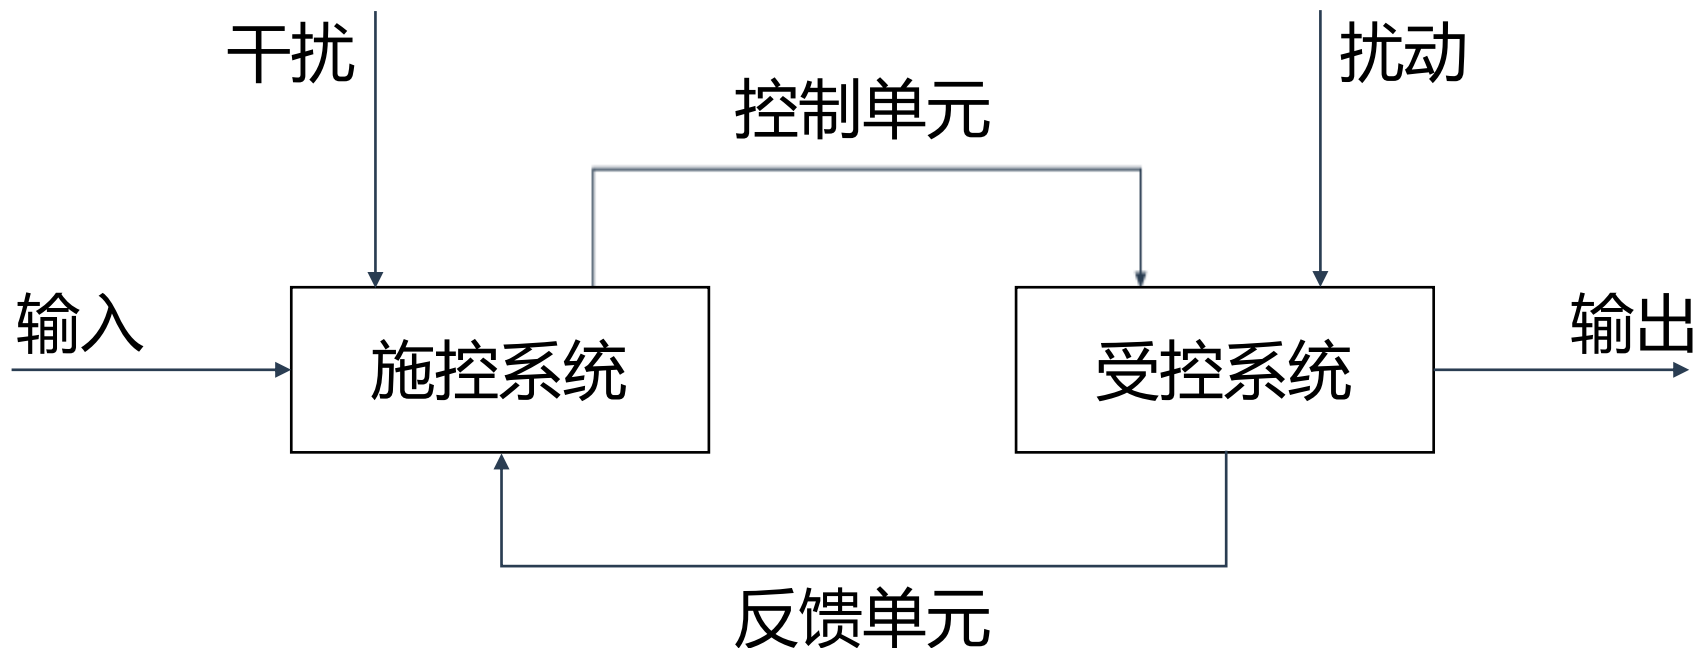 干扰
扰动
控制单元
输入
输出
施控系统
受控系统
反馈单元